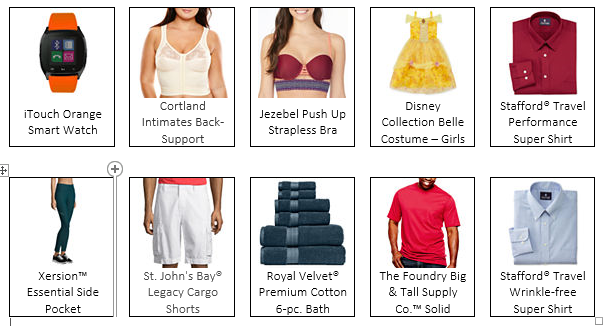 iTouch Orange
Smart Watch
Cortland
Intimates Back-
Support
Jezebel Push Up
Strapless Bra
Disney
Collection Belle
Costume – Girls
Stafford® Travel
Performance
Super Shirt
Xersion™
Essential Side
Pocket
St. John's Bay®
Legacy Cargo
Shorts
Royal Velvet®
Premium Cotton
6-pc. Bath
The Foundry Big
& Tall Supply
Co.™ Solid
Stafford® Travel
Wrinkle-free
Super Shirt